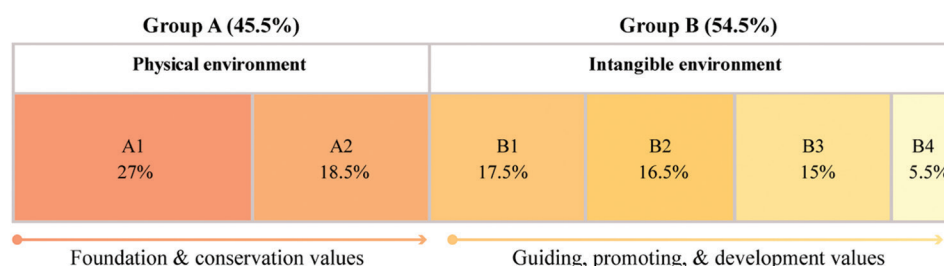 Group A (45.5%) Group B (54.5%)
Physical environment Intangible environment
A1 A2 B1 B2 B3 B4
27% 18.5% 17.5% 16.5% 15% 5.5%
Foundation & conservation values Guiding, promoting, & development values